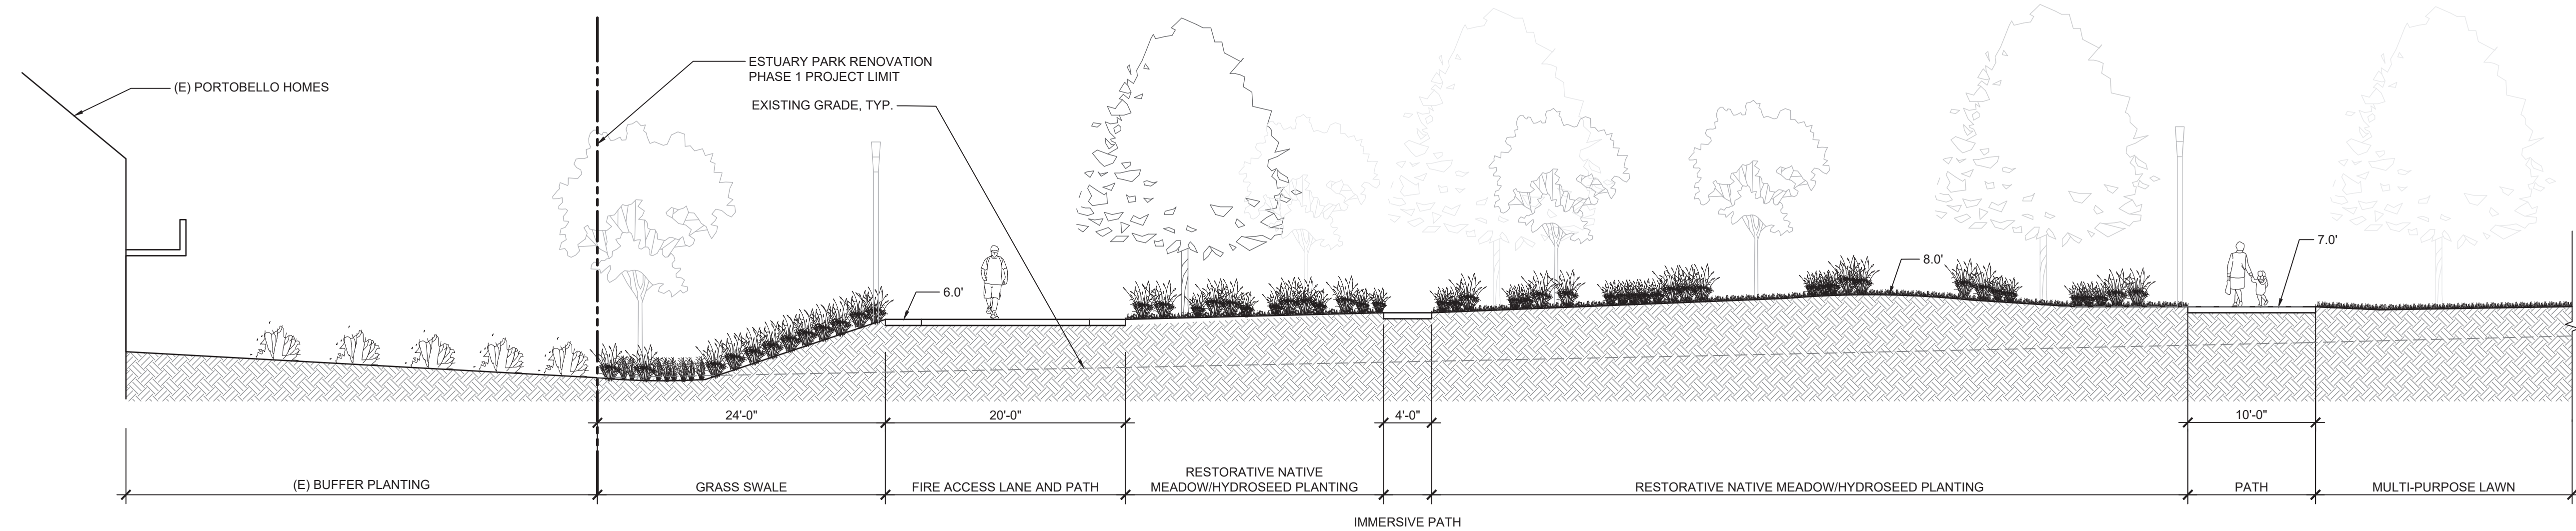 (E) PORTOBELLO HOMES
ESTUARY PARK RENOVATION
PHASE 1 PROJECT LIMIT
EXISTING GRADE, TYP.
6.0'
8.0'
7.0'
24'-0"
20'-0"
4'-0"
10'-0"
(E) BUFFER PLANTING
GRASS SWALE
FIRE ACCESS LANE AND PATH
RESTORATIVE NATIVE
MEADOW/HYDROSEED PLANTING
IMMERSIVE PATH
RESTORATIVE NATIVE MEADOW/HYDROSEED PLANTING
PATH
MULTI-PURPOSE LAWN